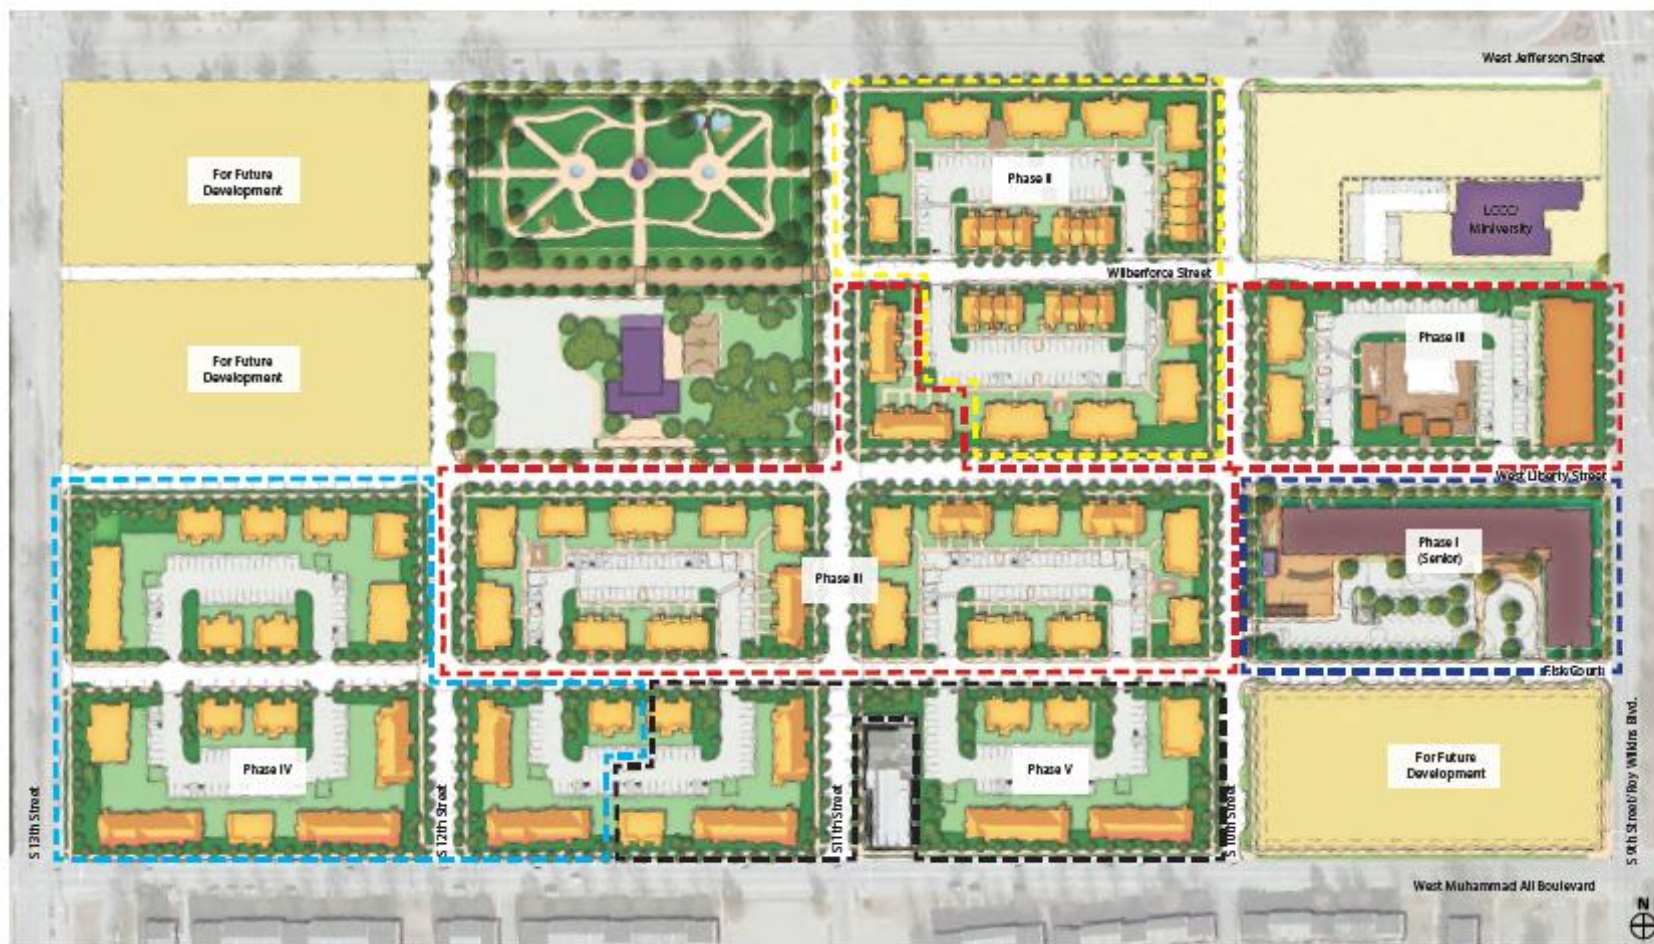 West Jefferson Street
For Future
Development
Phase II
LCCC/
Miniversity
Wilberforce Street
For Future
Development
Phase III
West Liberty Street
Phase I
(Senior)
Phase III
Fisk Court
Phase IV
Phase V
For Future
Development
S 13th Street
S 12th Street
S 11th Street
S 10th Street
S 9th Street/Roy Wilkins Blvd.
West Muhammad Ali Boulevard
N